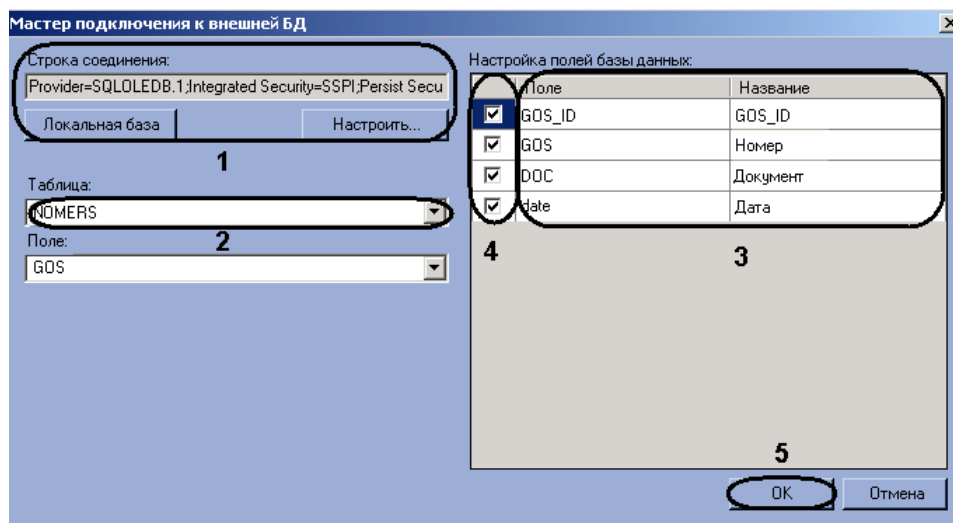 Мастер подключения к внешней БД
Строка соединения:
Provider=SQLOLEDB.1;Integrated Security=SSPI;Persist Secu
Локальная база
Настроить...
1
Таблица:
NOMERS
2
Поле:
GOS
Настройка полей базы данных:
Поле Название
GOS_ID GOS_ID
GOS Номер
DOC Документ
date Дата
4
3
5
OK
Отмена